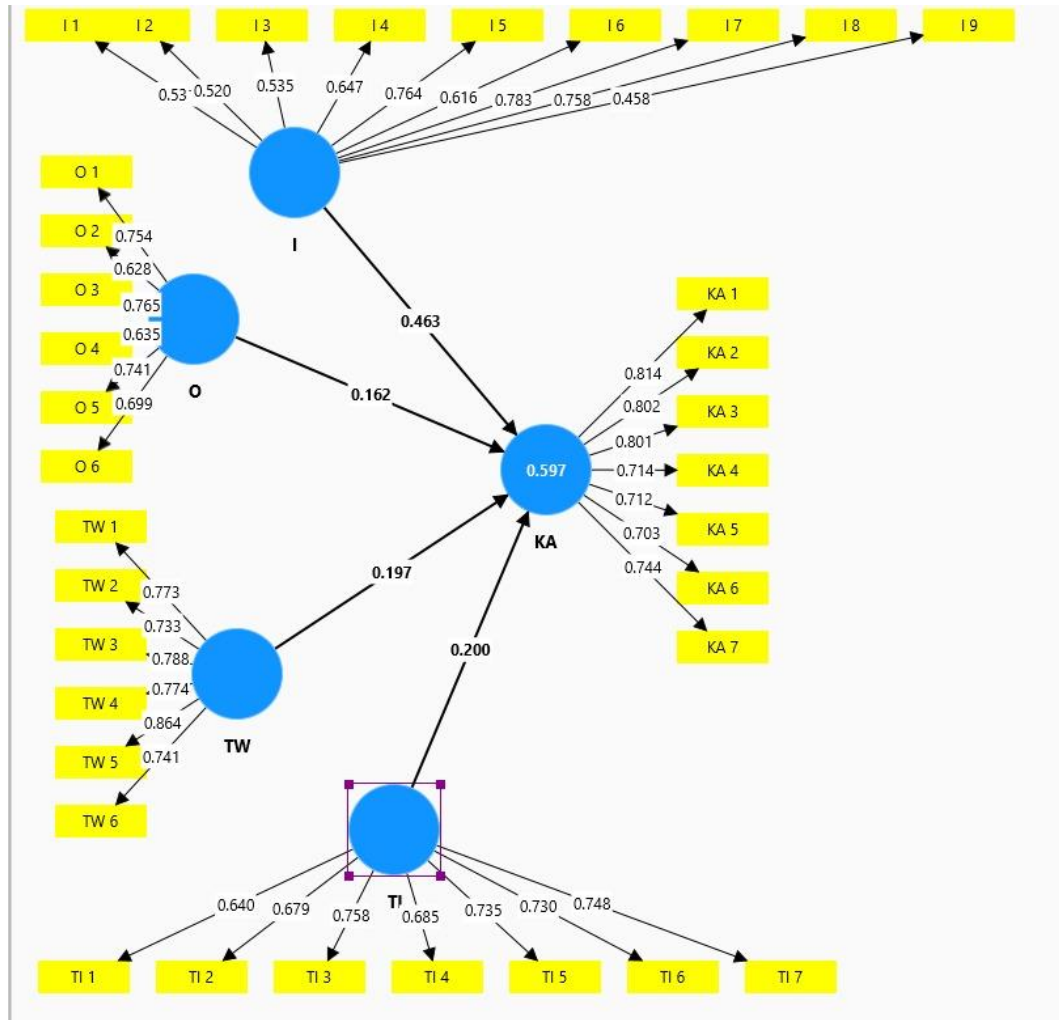 I 1 I 2 I 3 I 4 I 5 I 6 I 7 I 8 I 9
0.53 0.520 0.535 0.647 0.764 0.616 0.783 0.758 0.458
I
O 1
O 2
O 3
O 4
O 5
O 6
0.754
0.628
0.765
0.635
0.741
0.699
O
0.463
0.162
KA 1
KA 2
KA 3
KA 4
KA 5
KA 6
KA 7
0.814
0.802
0.801
0.714
0.712
0.703
0.744
0.597
KA
TW 1
TW 2
TW 3
TW 4
TW 5
TW 6
0.773
0.733
0.788
0.774
0.864
0.741
TW
0.197
0.200
TI
0.640 0.679 0.758 0.685 0.735 0.730 0.748
TI 1 TI 2 TI 3 TI 4 TI 5 TI 6 TI 7